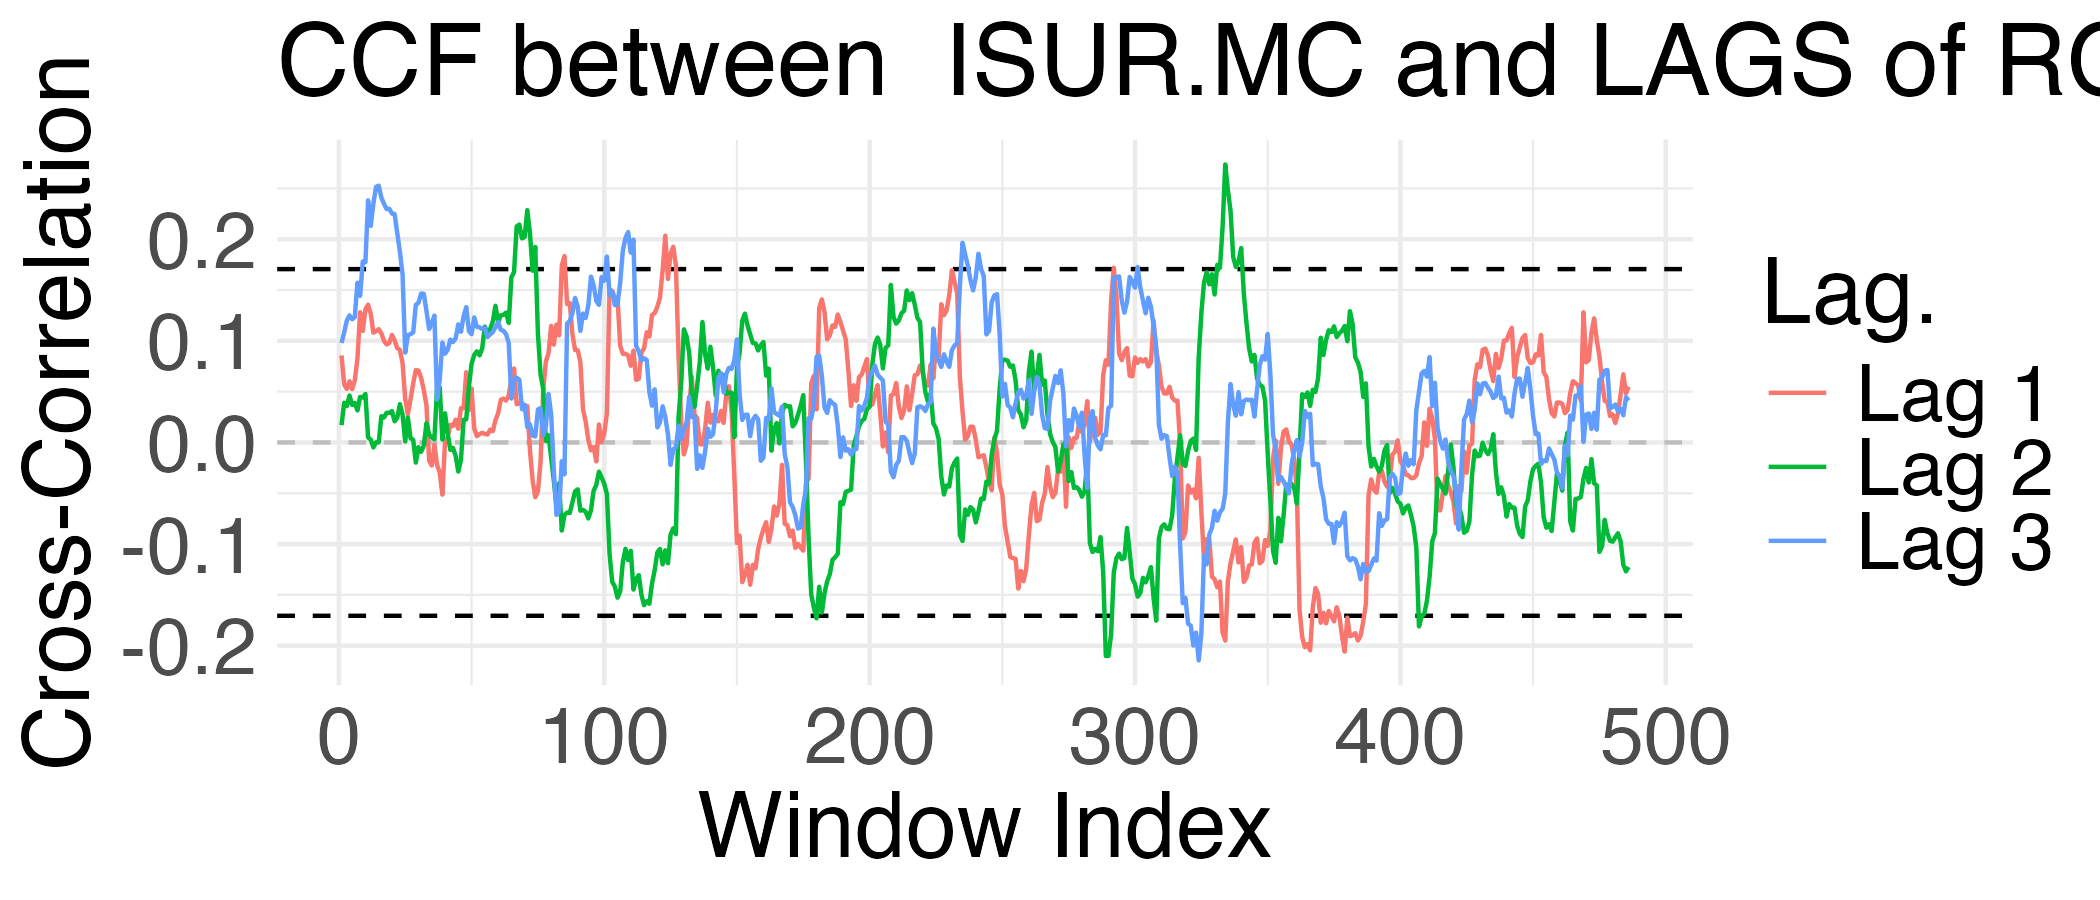 CCF between  ISUR.MC and LAGS of
Cross-Correlation
0.2
0.1
0.0
-0.1
-0.2
0 100 200 300 400 500
Window Index
Lag.
Lag 1
Lag 2
Lag 3